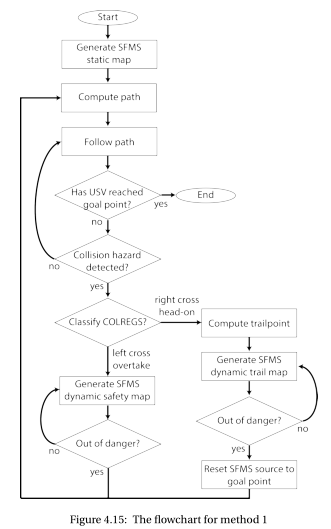 Start
Generate SFMS
static map
Compute path
Follow path
Has USV reached
goal point?
yes
End
no
Collision hazard
detected?
no
yes
Classify COLREGS?
right cross
head-on
Compute trailpoint
left cross
overtake
Generate SFMS
dynamic trail map
Generate SFMS
dynamic safety map
Out of danger?
no
yes
Out of danger?
no
yes
Reset SFMS source to
goal point
Figure 4.15: The flowchart for method 1